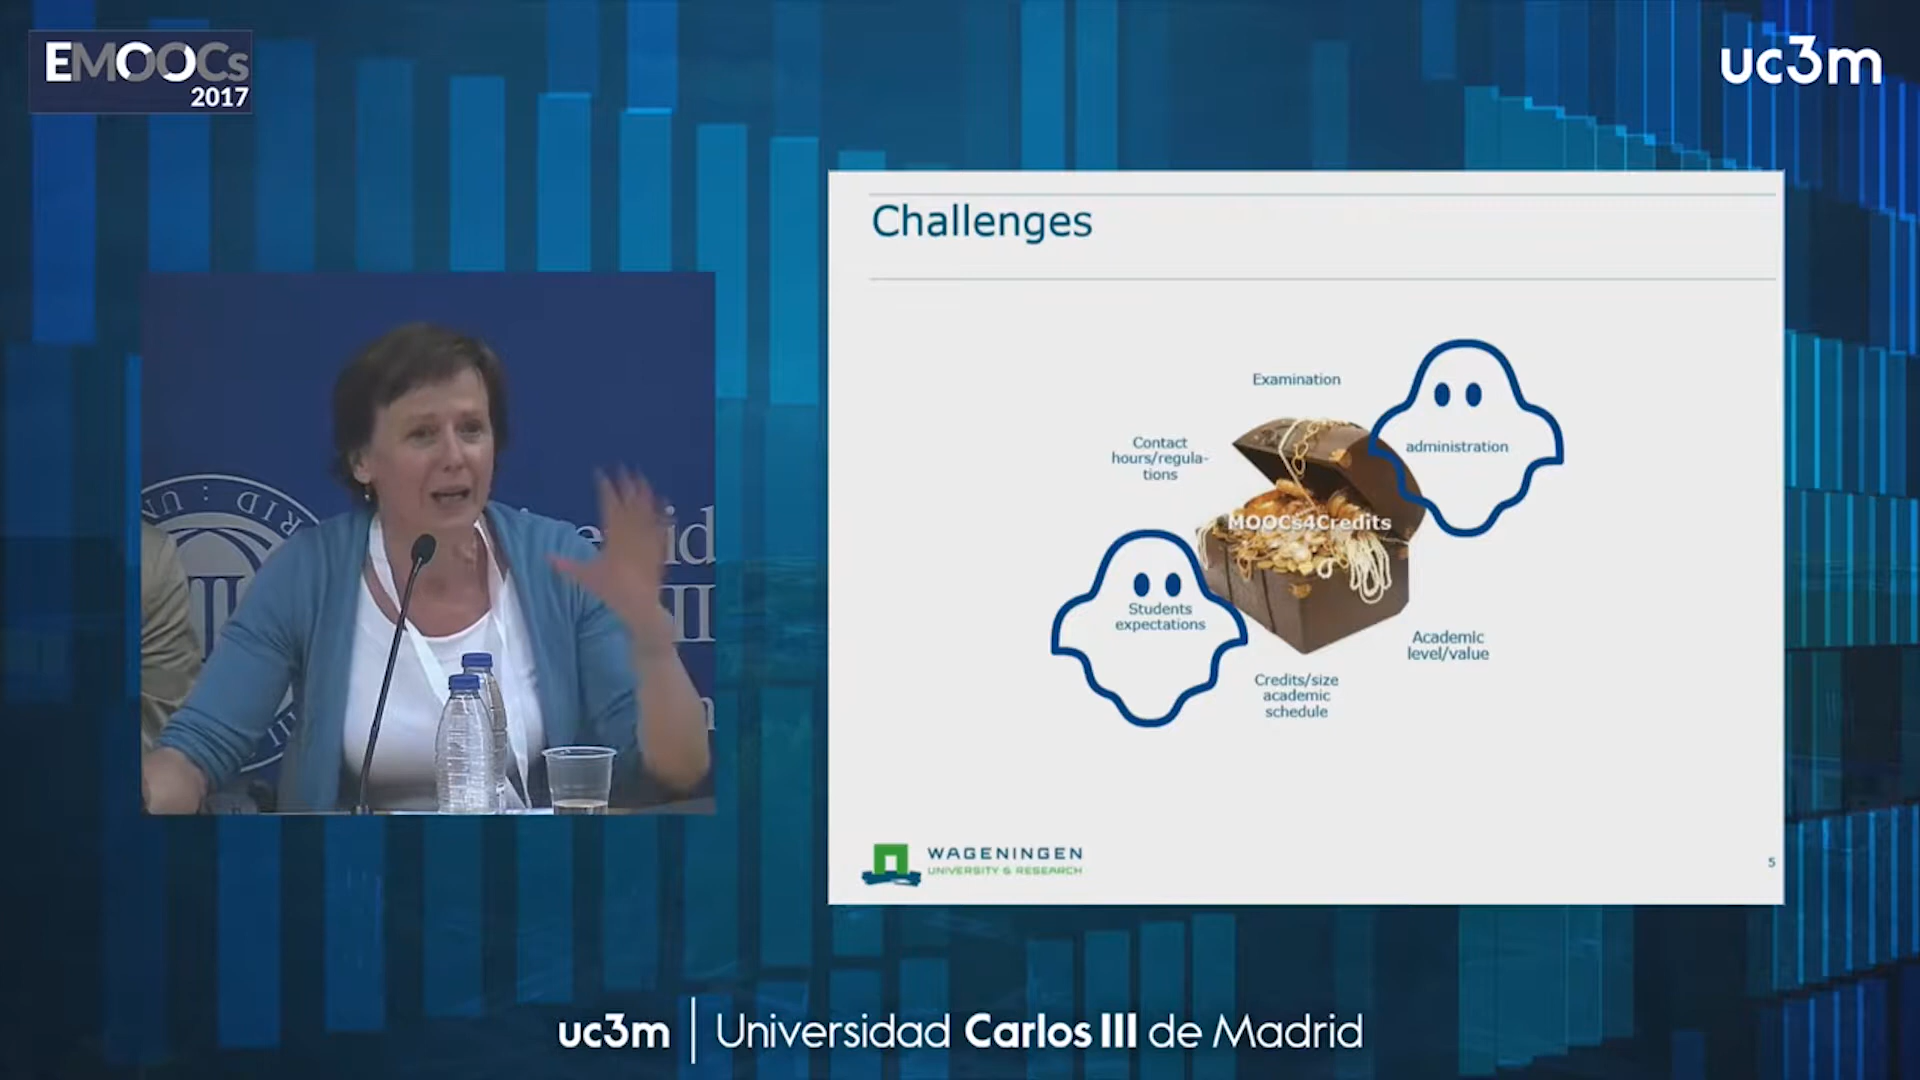 EMOOCs
2017
uc3m
Challenges
Examination
administration
Contact
hours/regula-
tions
MOOCs4Credits
Students
expectations
Academic
level/value
Credits/size
academic
schedule
WAGENINGEN
UNIVERSITY & RESEARCH
5
uc3m | Universidad Carlos III de Madrid